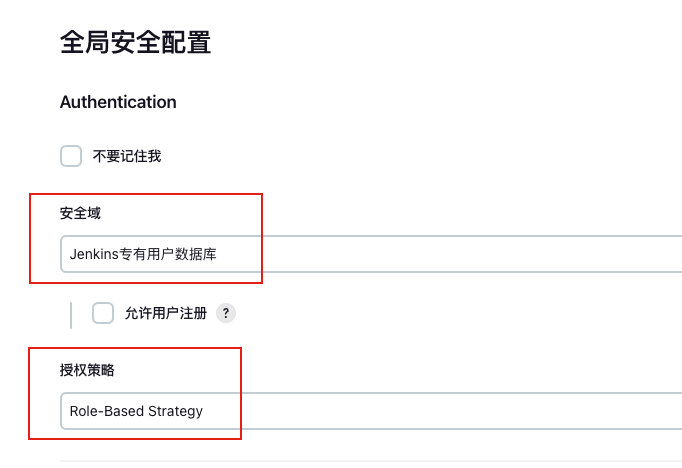 全局安全配置
Authentication
不要记住我
安全域
Jenkins专有用户数据库
允许用户注册 ?
授权策略
Role-Based Strategy